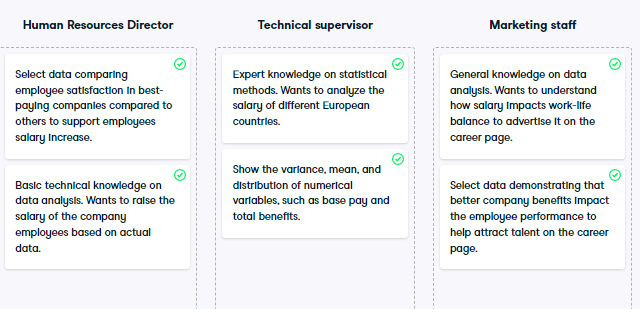 Human Resources Director
Select data comparing
employee satisfaction in best-
paying companies compared to
others to support employees
salary increase.
Basic technical knowledge on
data analysis. Wants to raise the
salary of the company
employees based on actual
data.
Technical supervisor
Expert knowledge on statistical
methods. Wants to analyze the
salary of different European
countries.
Show the variance, mean, and
distribution of numerical
variables, such as base pay and
total benefits.
Marketing staff
General knowledge on data
analysis. Wants to understand
how salary impacts work-life
balance to advertise it on the
career page.
Select data demonstrating that
better company benefits impact
the employee performance to
help attract talent on the career
page.